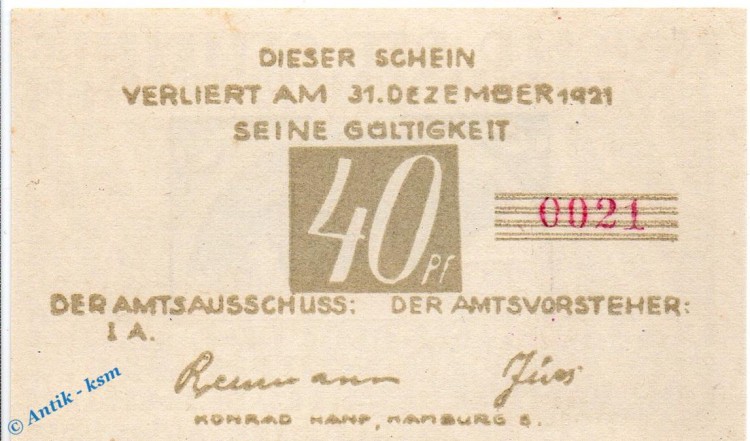 DIESER SCHEIN
VERLIERT AM 31. DEZEMBER 1921
SEINE GÜLTIGKEIT
40 Pf
0021
DER AMTSAUSSCHUSS: DER AMTSVORSTEHER:
I A.
KONRAD HANF, HAMBURG 8.
© Antik - ksm